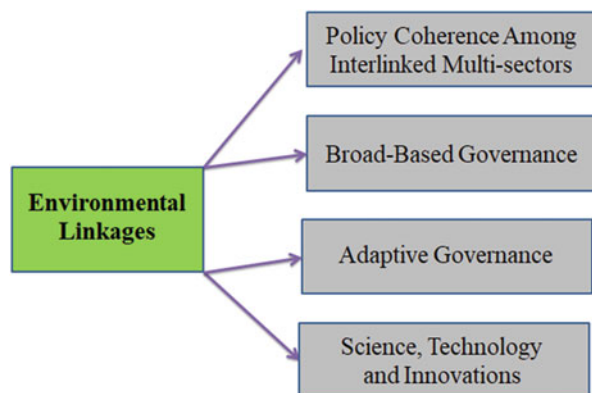 Policy Coherence Among
Interlinked Multi-sectors
Broad-Based Governance
Environmental
Linkages
Adaptive Governance
Science, Technology
and Innovations